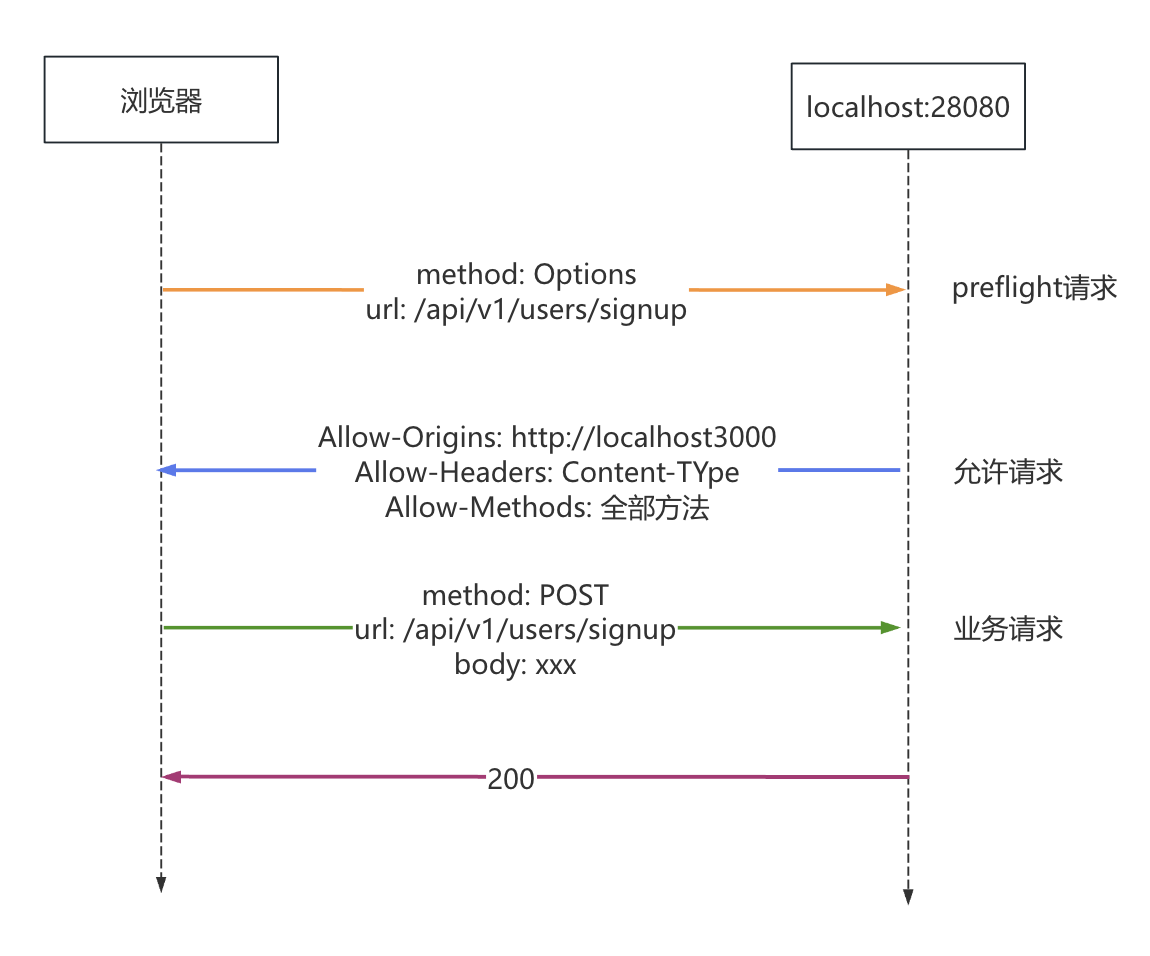 浏览器
localhost:28080
method: Options
url: /api/v1/users/signup
preflight请求
Allow-Origins: http://localhost3000
Allow-Headers: Content-TYpe
Allow-Methods: 全部方法
允许请求
method: POST
url: /api/v1/users/signup
body: xxx
业务请求
200